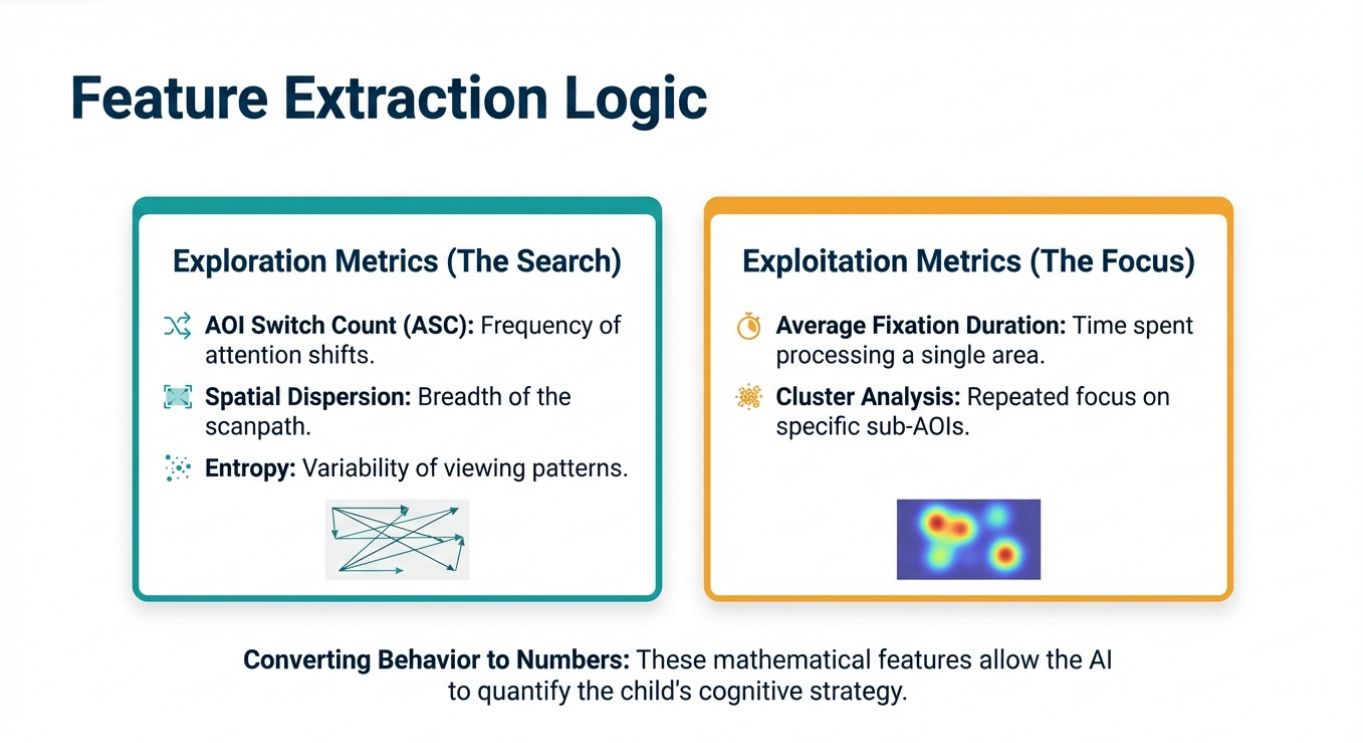 Feature Extraction Logic
Exploration Metrics (The Search)
AOI Switch Count (ASC): Frequency of
attention shifts.
Spatial Dispersion: Breadth of the
scanpath.
Entropy: Variability of viewing patterns.
Exploitation Metrics (The Focus)
Average Fixation Duration: Time spent
processing a single area.
Cluster Analysis: Repeated focus on
specific sub-AOIs.
Converting Behavior to Numbers: These mathematical features allow the AI
to quantify the child's cognitive strategy.